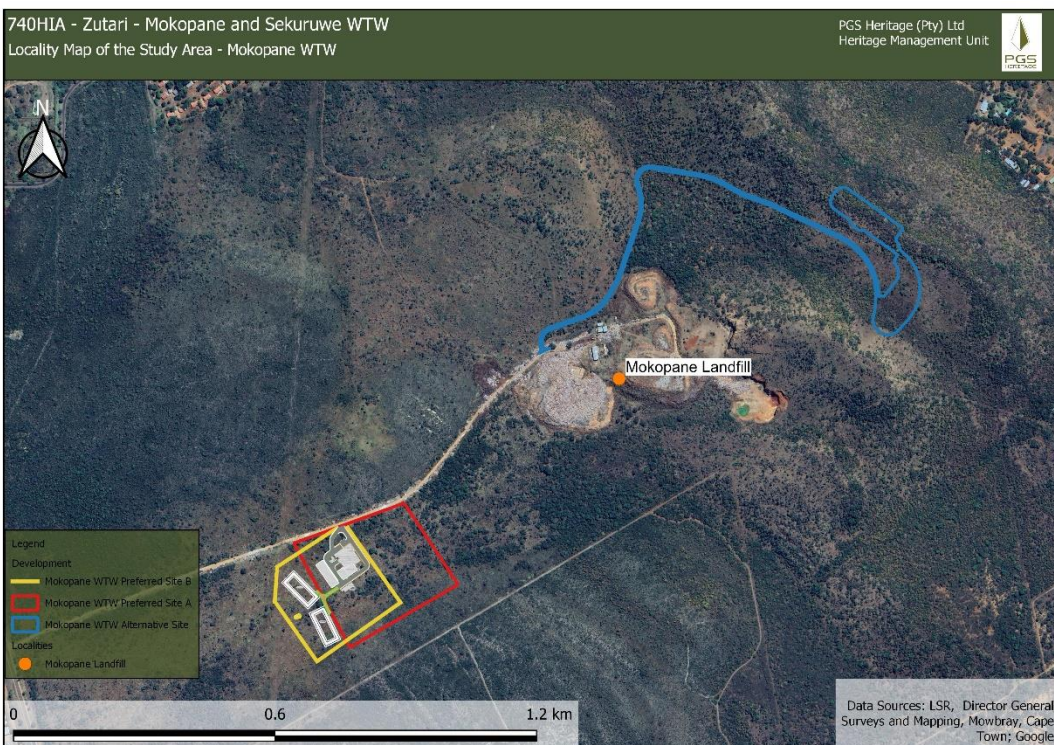 740HIA - Zutari - Mokopane and Sekuruwe WTW
Locality Map of the Study Area - Mokopane WTW
PGS Heritage (Pty) Ltd
Heritage Management Unit
PGS
HERITAGE
N
Mokopane Landfill
Legend
Development
Mokopane WTW Preferred Site B
Mokopane WTW Preferred Site A
Mokopane WTW Alternative Site
Localities
Mokopane Landfill
0 0.6 1.2 km
Data Sources: LSR, Director General
Surveys and Mapping, Mowbray, Cape
Town; Google